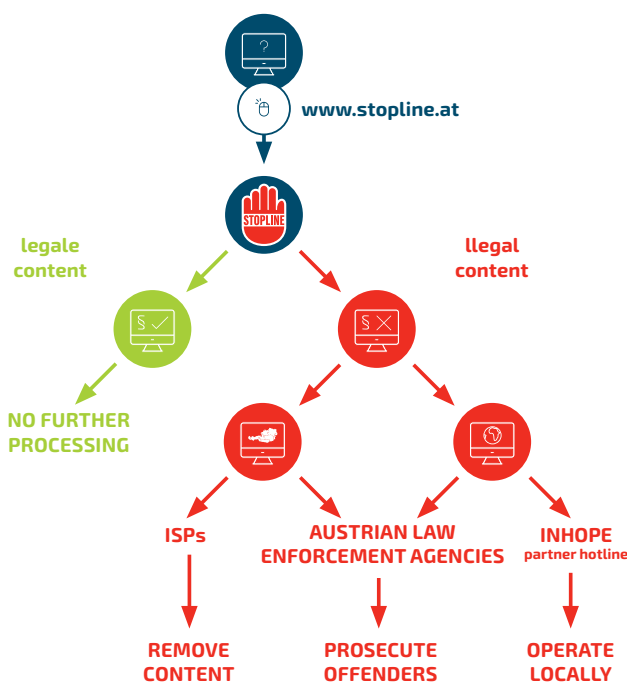 ?
www.stopline.at
STOPLINE
legale
content
llegal
content
§
§
NO FURTHER
PROCESSING
ISPs
AUSTRIAN LAW
ENFORCEMENT AGENCIES
INHOPE
partner hotline
REMOVE
CONTENT
PROSECUTE
OFFENDERS
OPERATE
LOCALLY